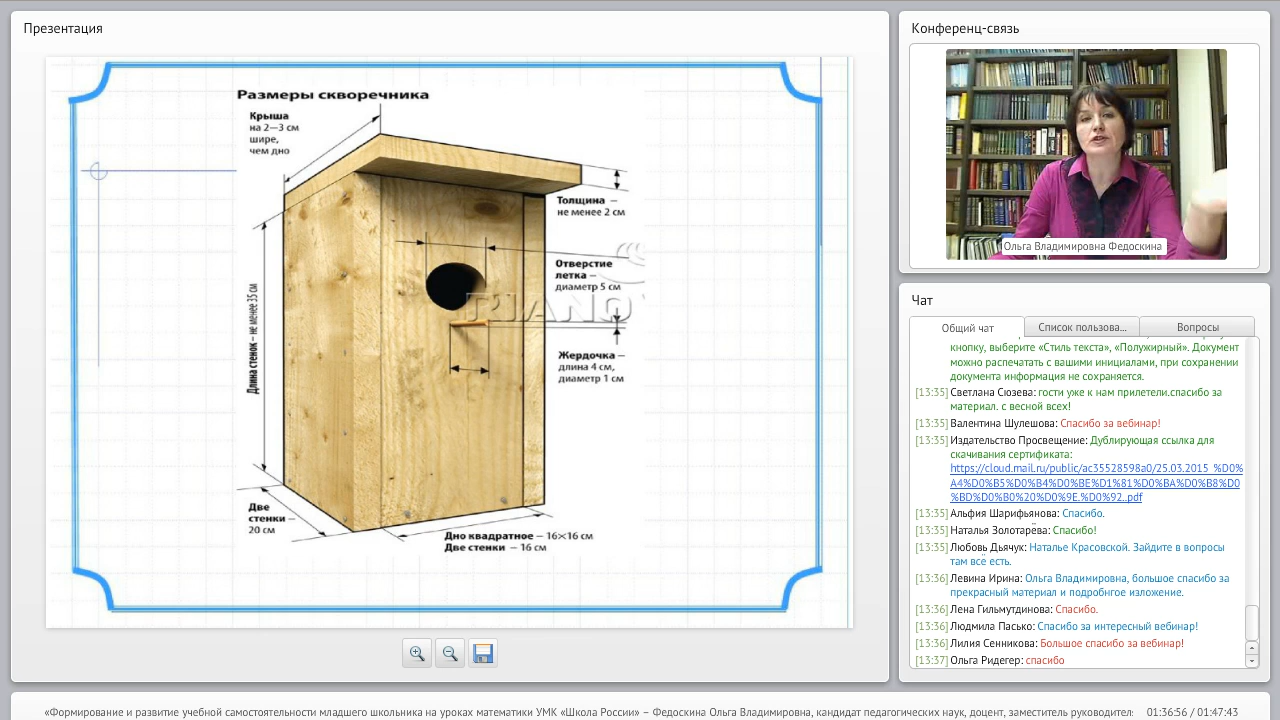 Презентация
Размеры скворечника
Крыша
на 2—3 см
шире,
чем дно
Толщина –
не менее 2 см
Отверстие
летка –
диаметр 5 см
Длина стенок – не менее 35 см
Жердочка –
длина 4 см,
диаметр 1 см
Две
стенки –
20 см
Дно квадратное – 16×16 см
Две стенки – 16 см
Конференц-связь
Ольга Владимировна Федоскина
Чат
Общий чат
Список пользова...
Вопросы
кнопку, выберите «Стиль текста», «Полужирный». Документ
можно распечатать с вашими инициалами, при сохранении
документа информация не сохраняется.
[13:35] Светлана Сюзева: гости уже к нам прилетели.спасибо за
материал. с весной всех!
[13:35] Валентина Шулешова: Спасибо за вебинар!
[13:35] Издательство Просвещение: Дублирующая ссылка для
скачивания сертификата:
https://cloud.mail.ru/public/ac35528598a0/25.03.2015_%D0%
A4%D0%B5%D0%B4%D0%BE%D1%81%D0%BA%D0%B8%D0
%BD%D0%B0%20%D0%9E.%D0%92..pdf
[13:35] Альфия Шарифьянова: Спасибо.
[13:35] Наталья Золотарёва: Спасибо!
[13:35] Любовь Дьячук: Наталье Красовской. Зайдите в вопросы
там всё есть.
[13:36] Левина Ирина: Ольга Владимировна, большое спасибо за
прекрасный материал и подробнгое изложение.
[13:36] Лена Гильмутдинова: Спасибо.
[13:36] Людмила Пасько: Спасибо за интересный вебинар!
[13:36] Лилия Сенникова: Большое спасибо за вебинар!
[13:37] Ольга Ридегер: спасибо
«Формирование и развитие учебной самостоятельности младшего школьника на уроках математики УМК «Школа России» – Федоскина Ольга Владимировна, кандидат педагогических наук, доцент, заместитель руководител
01:36:56 / 01:47:43